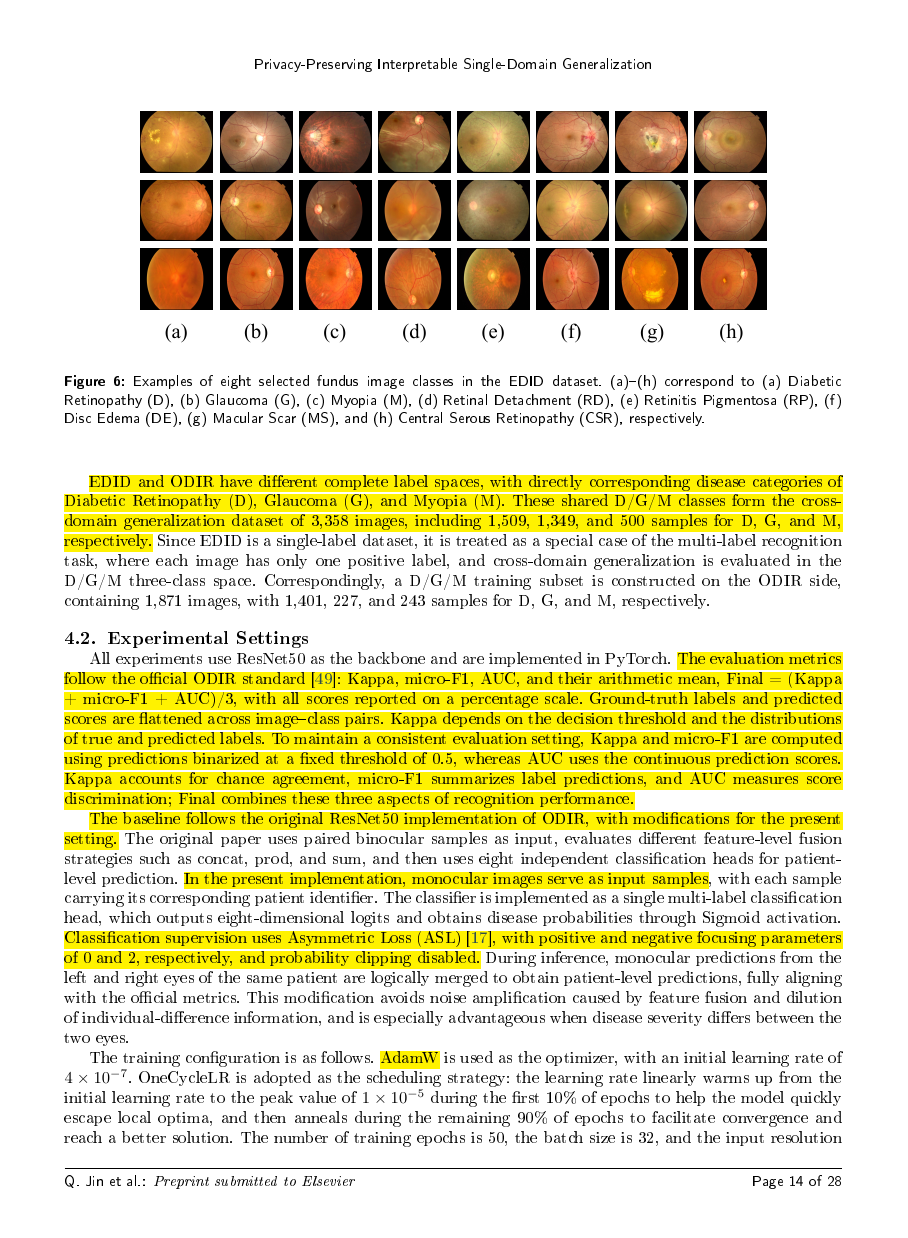 Privacy-Preserving Interpretable Single-Domain Generalization
(a) (b) (c) (d) (e) (f) (g) (h)
Figure 6: Examples of eight selected fundus image classes in the EDID dataset. (a)–(h) correspond to (a) Diabetic
Retinopathy (D), (b) Glaucoma (G), (c) Myopia (M), (d) Retinal Detachment (RD), (e) Retinitis Pigmentosa (RP), (f)
Disc Edema (DE), (g) Macular Scar (MS), and (h) Central Serous Retinopathy (CSR), respectively.
EDID and ODIR have different complete label spaces, with directly corresponding disease categories of
Diabetic Retinopathy (D), Glaucoma (G), and Myopia (M). These shared D/G/M classes form the cross-
domain generalization dataset of 3,358 images, including 1,509, 1,349, and 500 samples for D, G, and M,
respectively. Since EDID is a single-label dataset, it is treated as a special case of the multi-label recognition
task, where each image has only one positive label, and cross-domain generalization is evaluated in the
D/G/M three-class space. Correspondingly, a D/G/M training subset is constructed on the ODIR side,
containing 1,871 images, with 1,401, 227, and 243 samples for D, G, and M, respectively.
4.2. Experimental Settings
All experiments use ResNet50 as the backbone and are implemented in PyTorch. The evaluation metrics
follow the official ODIR standard [49]: Kappa, micro-F1, AUC, and their arithmetic mean, Final = (Kappa
+ micro-F1 + AUC)/3, with all scores reported on a percentage scale. Ground-truth labels and predicted
scores are flattened across image–class pairs. Kappa depends on the decision threshold and the distributions
of true and predicted labels. To maintain a consistent evaluation setting, Kappa and micro-F1 are computed
using predictions binarized at a fixed threshold of 0.5, whereas AUC uses the continuous prediction scores.
Kappa accounts for chance agreement, micro-F1 summarizes label predictions, and AUC measures score
discrimination; Final combines these three aspects of recognition performance.
The baseline follows the original ResNet50 implementation of ODIR, with modifications for the present
setting. The original paper uses paired binocular samples as input, evaluates different feature-level fusion
strategies such as concat, prod, and sum, and then uses eight independent classification heads for patient-
level prediction. In the present implementation, monocular images serve as input samples, with each sample
carrying its corresponding patient identifier. The classifier is implemented as a single multi-label classification
head, which outputs eight-dimensional logits and obtains disease probabilities through Sigmoid activation.
Classification supervision uses Asymmetric Loss (ASL) [17], with positive and negative focusing parameters
of 0 and 2, respectively, and probability clipping disabled. During inference, monocular predictions from the
left and right eyes of the same patient are logically merged to obtain patient-level predictions, fully aligning
with the official metrics. This modification avoids noise amplification caused by feature fusion and dilution
of individual-difference information, and is especially advantageous when disease severity differs between the
two eyes.
The training configuration is as follows. AdamW is used as the optimizer, with an initial learning rate of
4 × 10⁻⁷. OneCycleLR is adopted as the scheduling strategy: the learning rate linearly warms up from the
initial learning rate to the peak value of 1 × 10⁻⁵ during the first 10% of epochs to help the model quickly
escape local optima, and then anneals during the remaining 90% of epochs to facilitate convergence and
reach a better solution. The number of training epochs is 50, the batch size is 32, and the input resolution
Q. Jin et al.: Preprint submitted to Elsevier Page 14 of 28